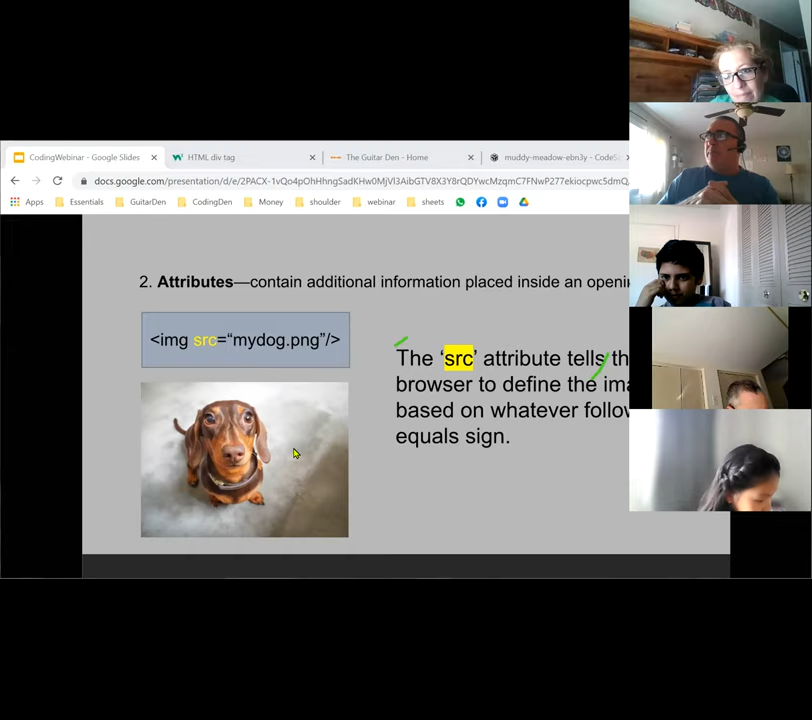 CodingWebinar - Google Slides
HTML div tag
The Guitar Den - Home
muddy-meadow-ebn3y - CodeSa
docs.google.com/presentation/d/e/2PACX-1vQo4pOhHhngSadKHw0MjVl3AibGTV8X3Y8rQDYwcMzqmC7FNwP277ekiocpwc5dmQ
Apps Essentials GuitarDen CodingDen Money shoulder webinar sheets
2. Attributes—contain additional information placed inside an openi
<img src=“mydog.png”/>
The ‘src’ attribute tells th
browser to define the ima
based on whatever follow
equals sign.